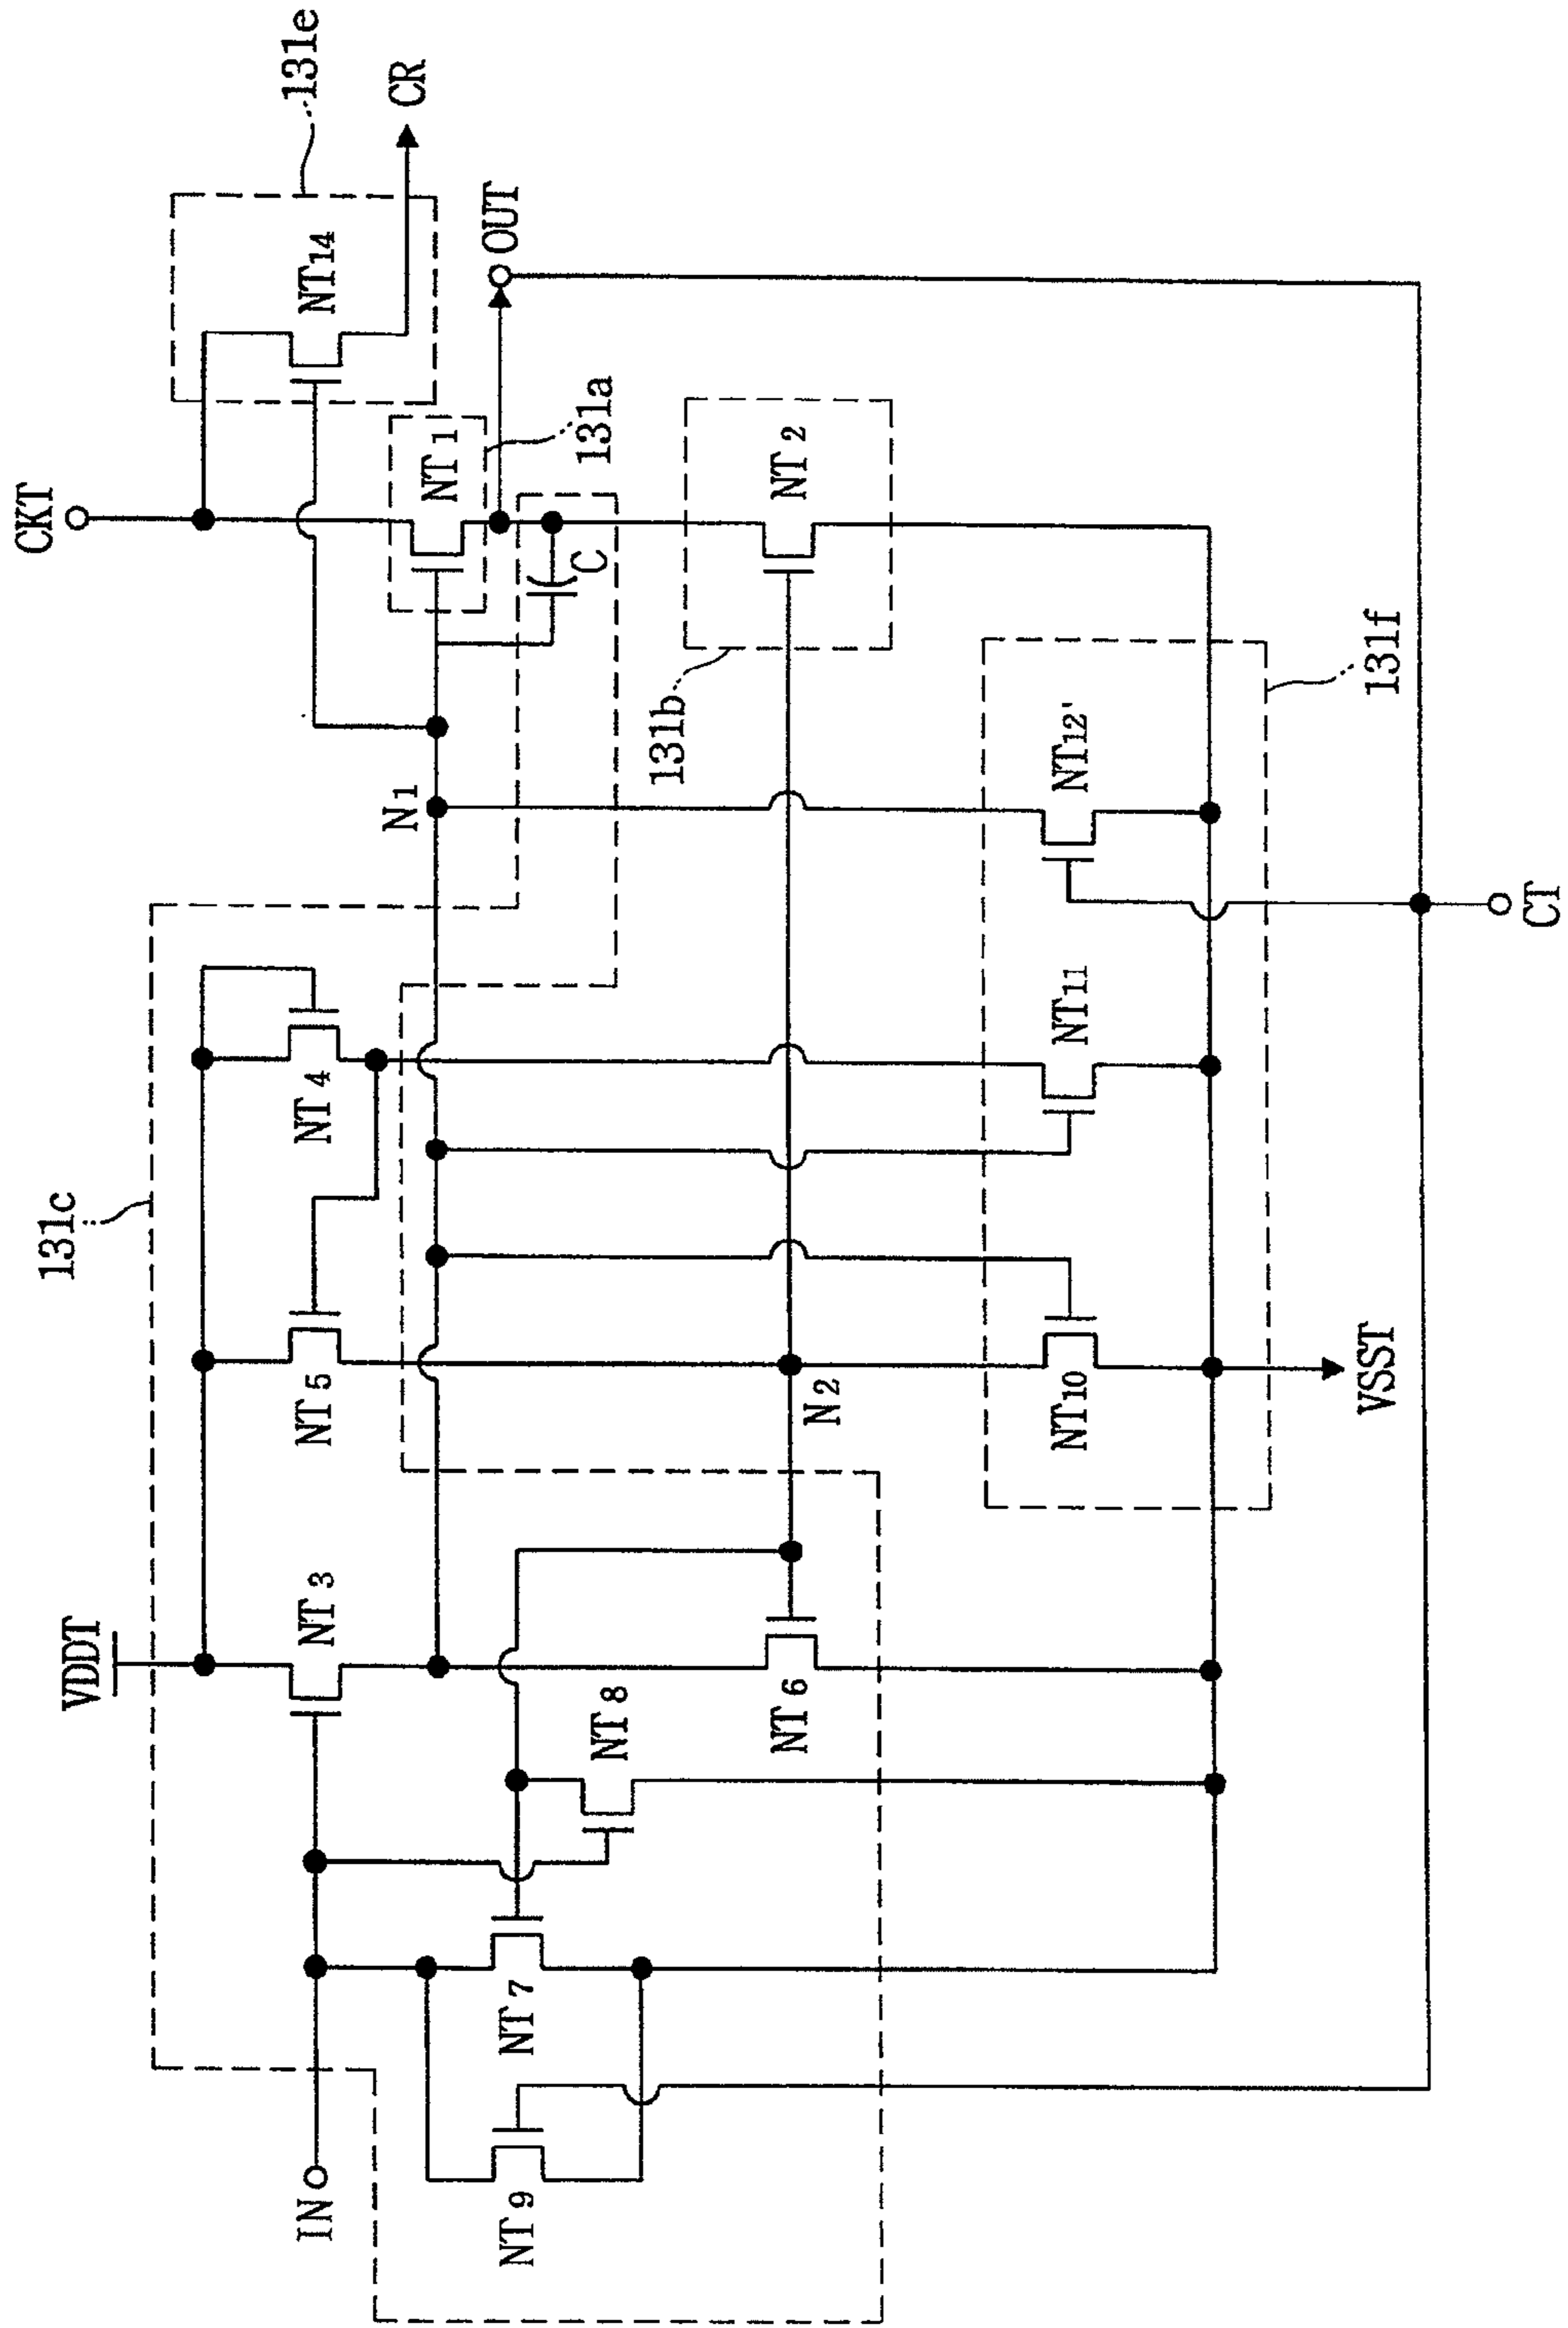 CKT
131e
CR
NT14
OUT
NT1
131a
C
NT2
131b
N1
131f
NT12'
CT
NT4
NT11
131c
NT5
N2
NT10
VSST
VDDT
NT3
NT8
NT6
NT7
IN
NT9